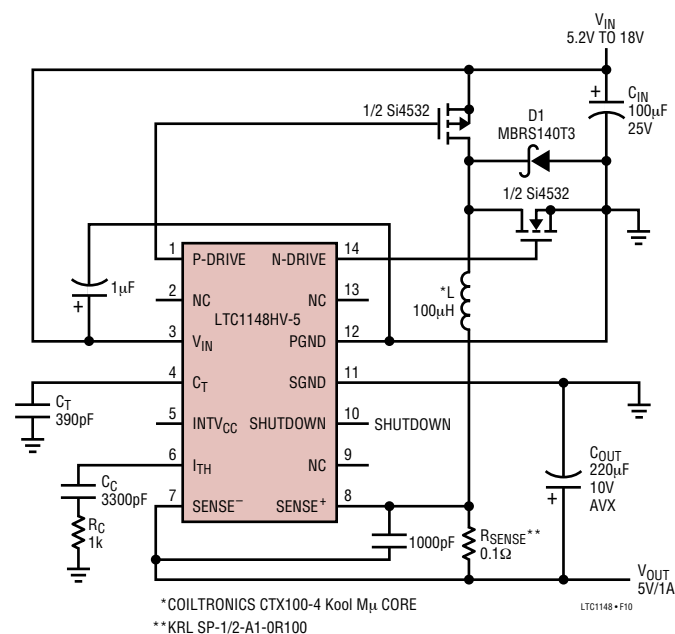 V_IN
5.2V TO 18V
1/2 Si4532
D1
MBRS140T3
+
C_IN
100µF
25V
1/2 Si4532
1µF
+
1
P-DRIVE
N-DRIVE
14
2
NC
NC
13
LTC1148HV-5
3
V_IN
PGND
12
4
C_T
SGND
11
5
INTV_CC
SHUTDOWN
10
SHUTDOWN
6
I_TH
NC
9
7
SENSE⁻
SENSE⁺
8
*L
100µH
C_T
390pF
C_C
3300pF
R_C
1k
1000pF
R_SENSE**
0.1Ω
C_OUT
220µF
10V
AVX
+
V_OUT
5V/1A
*COILTRONICS CTX100-4 Kool Mµ CORE
**KRL SP-1/2-A1-0R100
LTC1148 • F10